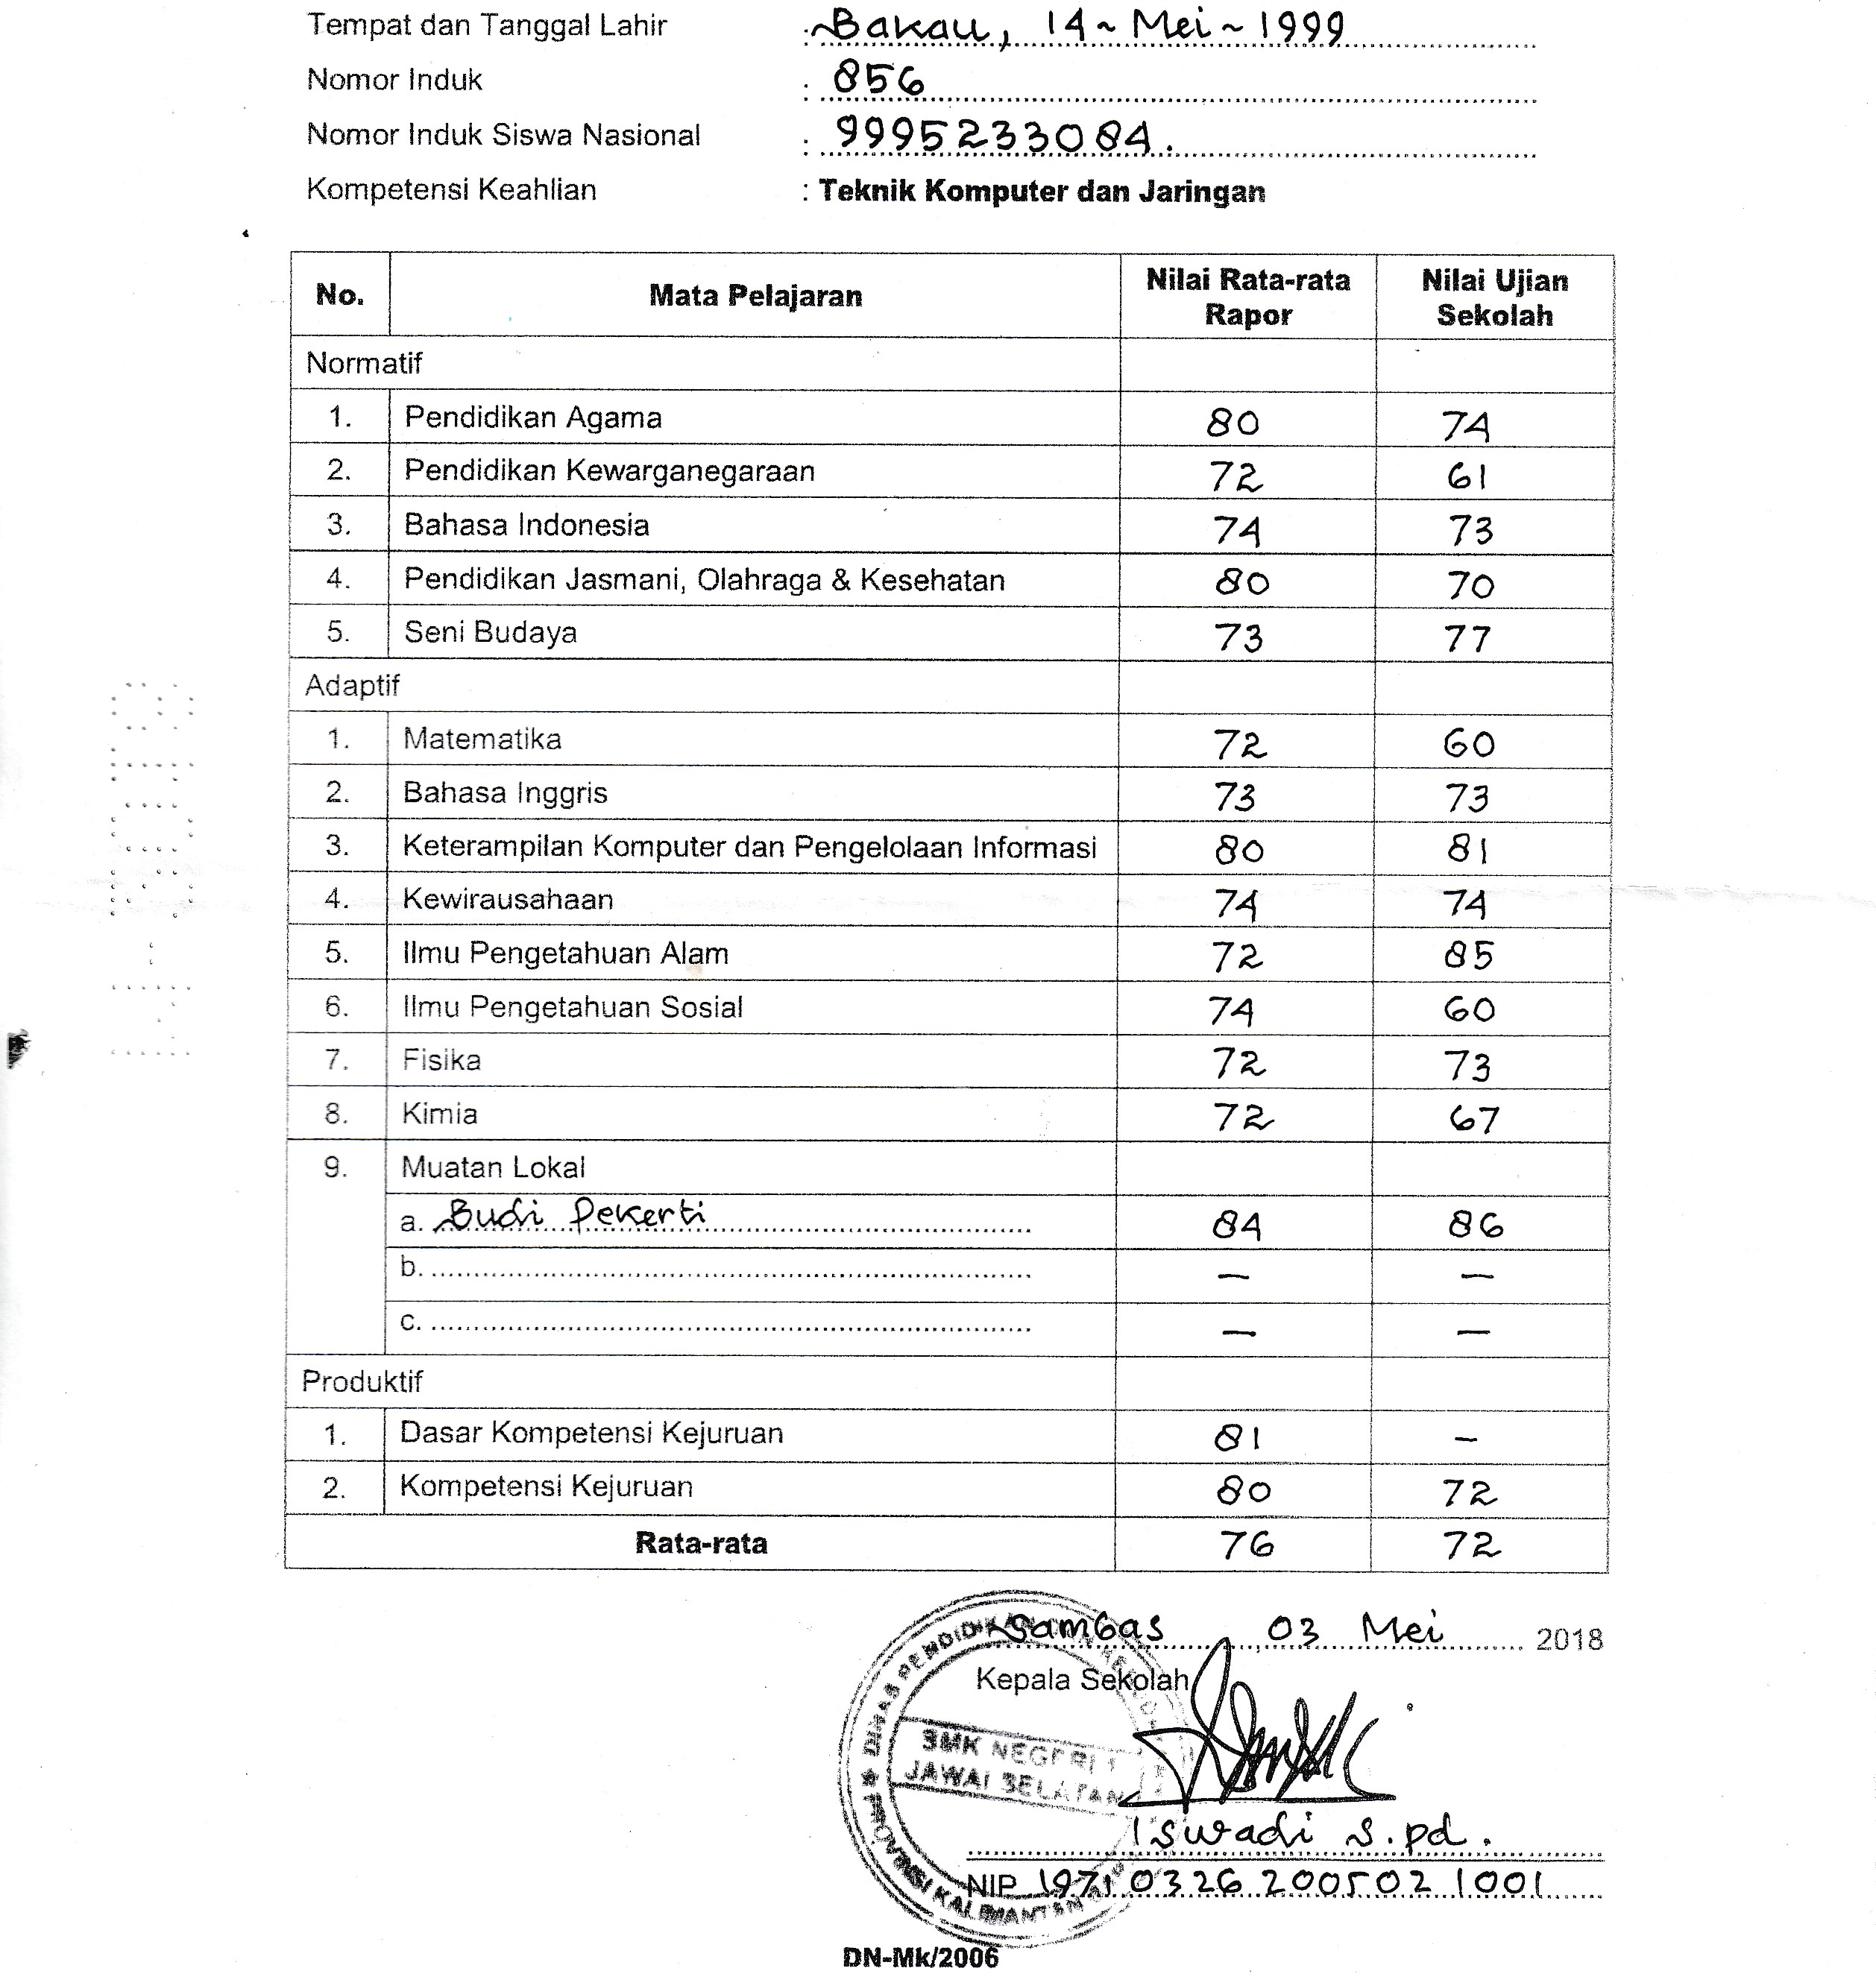 Tempat dan Tanggal Lahir : Bakau, 14~Mei~1999
Nomor Induk : 856
Nomor Induk Siswa Nasional : 9995233084.
Kompetensi Keahlian : Teknik Komputer dan Jaringan
No. Mata Pelajaran Nilai Rata-rata Rapor Nilai Ujian Sekolah
Normatif
1. Pendidikan Agama 80 74
2. Pendidikan Kewarganegaraan 72 61
3. Bahasa Indonesia 74 73
4. Pendidikan Jasmani, Olahraga & Kesehatan 80 70
5. Seni Budaya 73 77
Adaptif
1. Matematika 72 60
2. Bahasa Inggris 73 73
3. Keterampilan Komputer dan Pengelolaan Informasi 80 81
4. Kewirausahaan 74 74
5. Ilmu Pengetahuan Alam 72 85
6. Ilmu Pengetahuan Sosial 74 60
7. Fisika 72 73
8. Kimia 72 67
9. Muatan Lokal
a. Budi Pekerti 84 86
b. — —
c. — —
Produktif
1. Dasar Kompetensi Kejuruan 81 –
2. Kompetensi Kejuruan 80 72
Rata-rata 76 72
Sambas, 03 Mei 2018
Kepala Sekolah
DINAS PENDIDIKAN
SMK NEGERI 1
JAWAI SELATAN
PROVINSI KALIMANTAN
Iswadi S.pd.
NIP 19710326 200502 1001
DN-Mk/2006